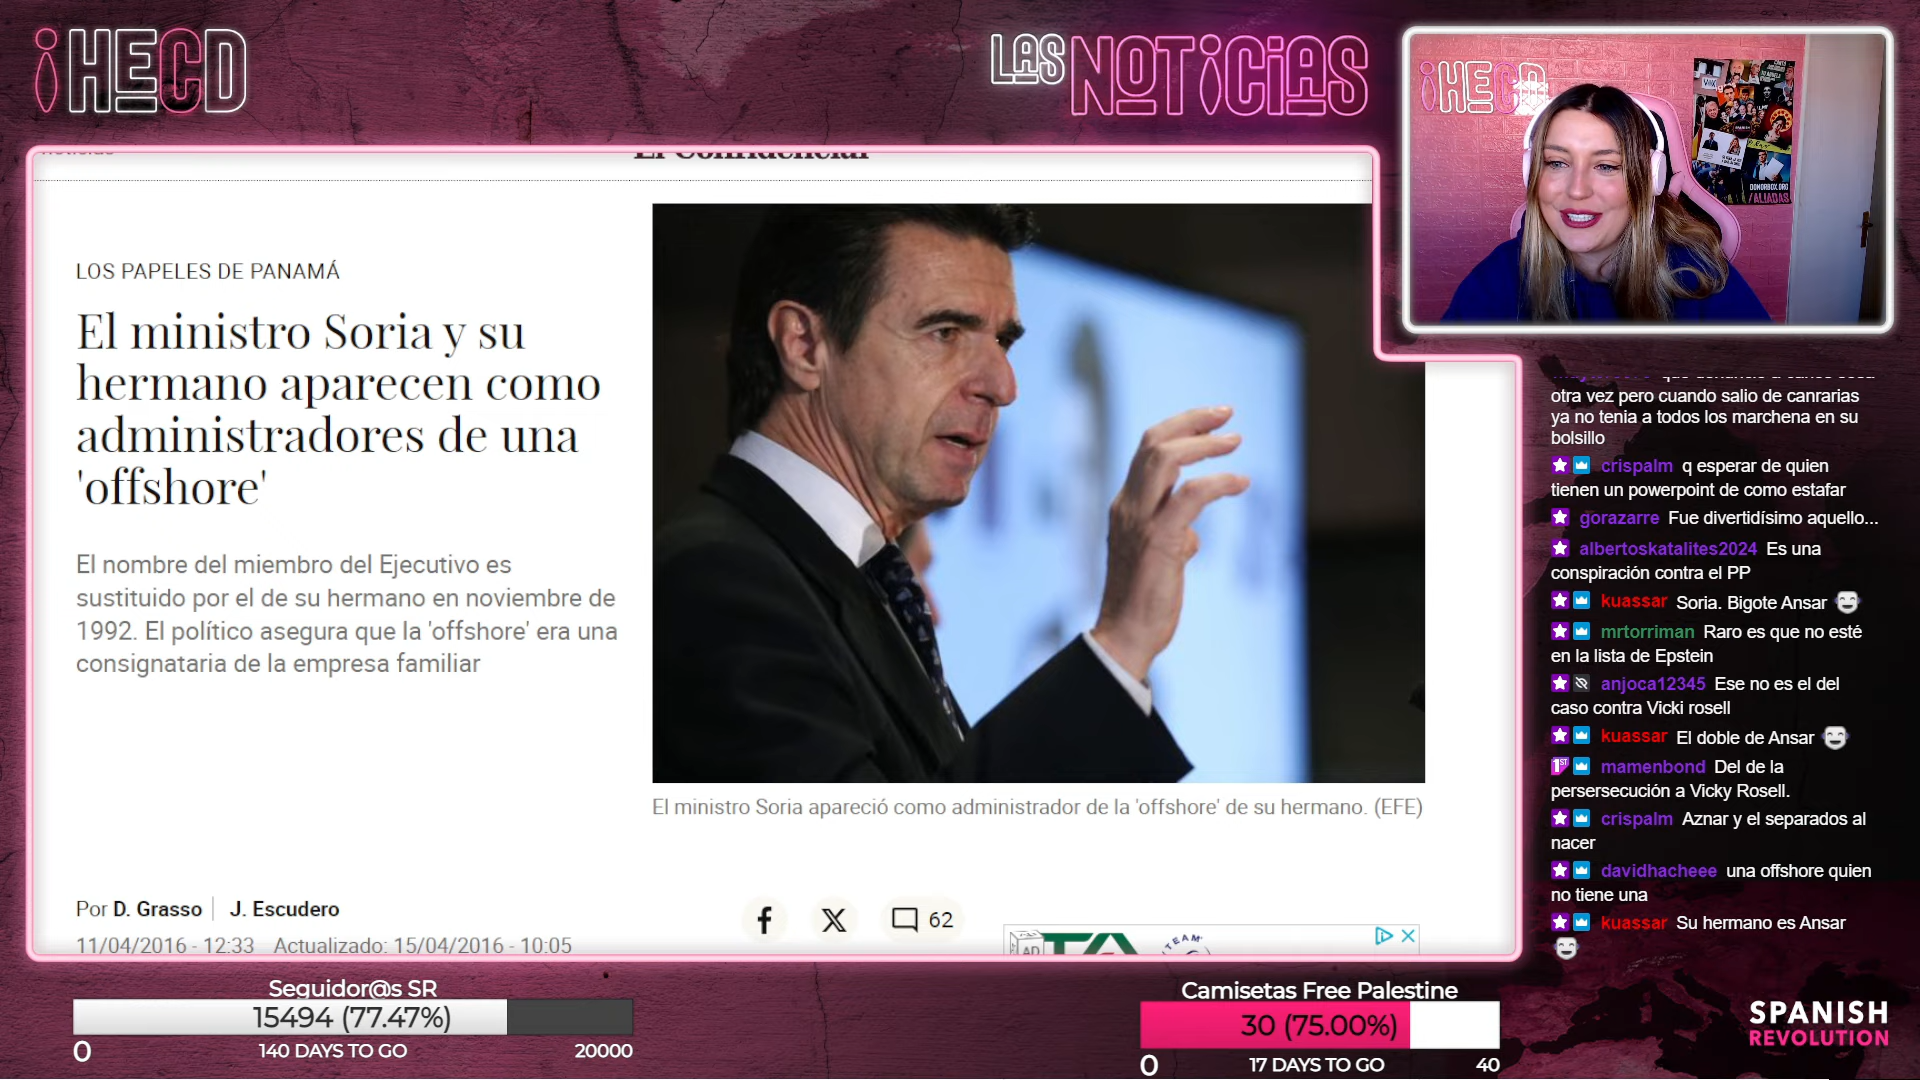 ¡HECD
LAS NOTICIAS
El Confidencial
LOS PAPELES DE PANAMÁ
El ministro Soria y su
hermano aparecen como
administradores de una
'offshore'
El nombre del miembro del Ejecutivo es
sustituido por el de su hermano en noviembre de
1992. El político asegura que la 'offshore' era una
consignataria de la empresa familiar
El ministro Soria apareció como administrador de la 'offshore' de su hermano. (EFE)
Por D. Grasso J. Escudero
11/04/2016 - 12:33 Actualizado: 15/04/2016 - 10:05
62
AD
TEAM
¡HECD
DONORBOX.ORG
/ALIADAS
otra vez pero cuando salio de canrarias
ya no tenia a todos los marchena en su
bolsillo
crispalm q esperar de quien
tienen un powerpoint de como estafar
gorazarre Fue divertidísimo aquello...
albertoskatalites2024 Es una
conspiración contra el PP
kuassar Soria. Bigote Ansar
mrtorriman Raro es que no esté
en la lista de Epstein
anjoca12345 Ese no es el del
caso contra Vicki rosell
kuassar El doble de Ansar
1ST mamenbond Del de la
persersecución a Vicky Rosell.
crispalm Aznar y el separados al
nacer
davidhacheee una offshore quien
no tiene una
kuassar Su hermano es Ansar
Seguidor@s SR
15494 (77.47%)
0 140 DAYS TO GO 20000
Camisetas Free Palestine
30 (75.00%)
0 17 DAYS TO GO 40
SPANISH
REVOLUTION